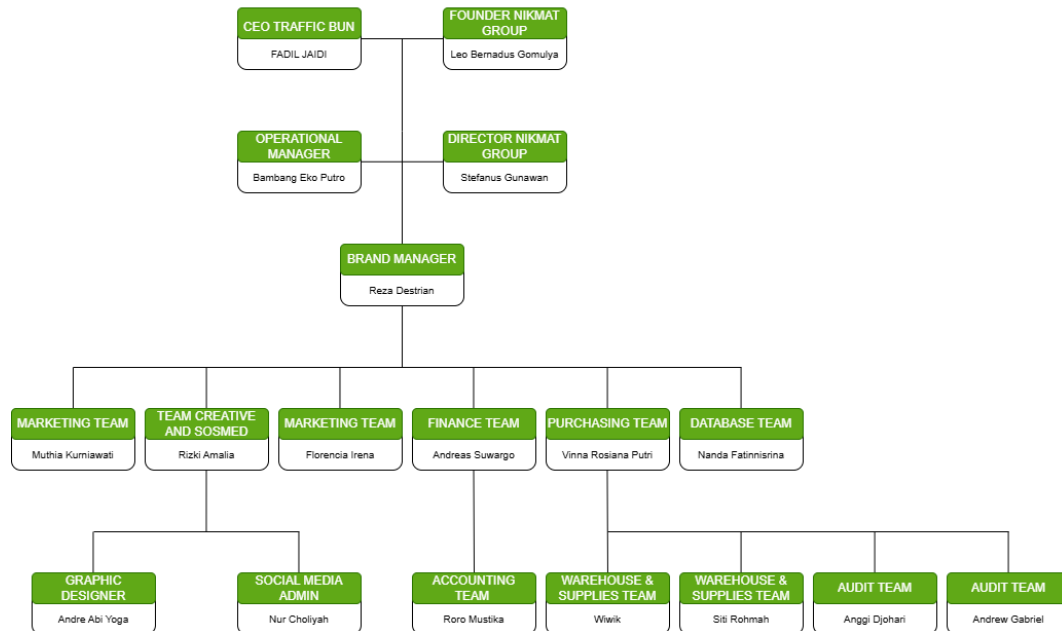 CEO TRAFFIC BUN
FADIL JAIDI
FOUNDER NIKMAT
GROUP
Leo Bernadus Gomulya
OPERATIONAL
MANAGER
Bambang Eko Putro
DIRECTOR NIKMAT
GROUP
Stefanus Gunawan
BRAND MANAGER
Reza Destrian
MARKETING TEAM
Muthia Kurniawati
TEAM CREATIVE
AND SOSMED
Rizki Amalia
MARKETING TEAM
Florencia Irena
FINANCE TEAM
Andreas Suwargo
PURCHASING TEAM
Vinna Rosiana Putri
DATABASE TEAM
Nanda Fatinnisrina
GRAPHIC
DESIGNER
Andre Abi Yoga
SOCIAL MEDIA
ADMIN
Nur Choliyah
ACCOUNTING
TEAM
Roro Mustika
WAREHOUSE &
SUPPLIES TEAM
Wiwik
WAREHOUSE &
SUPPLIES TEAM
Siti Rohmah
AUDIT TEAM
Anggi Djohari
AUDIT TEAM
Andrew Gabriel